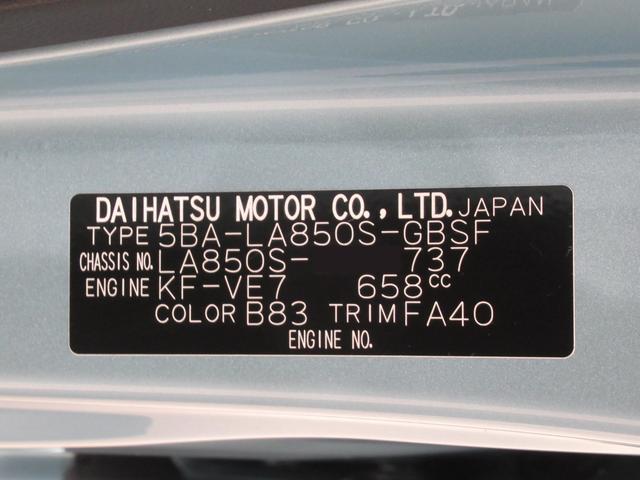 DAIHATSU MOTOR CO., LTD. JAPAN
TYPE 5BA-LA850S-GBSF
CHASSIS NO. LA850S- 737
ENGINE KF-VE7 658cc
COLOR B83 TRIM FA40
ENGINE NO.